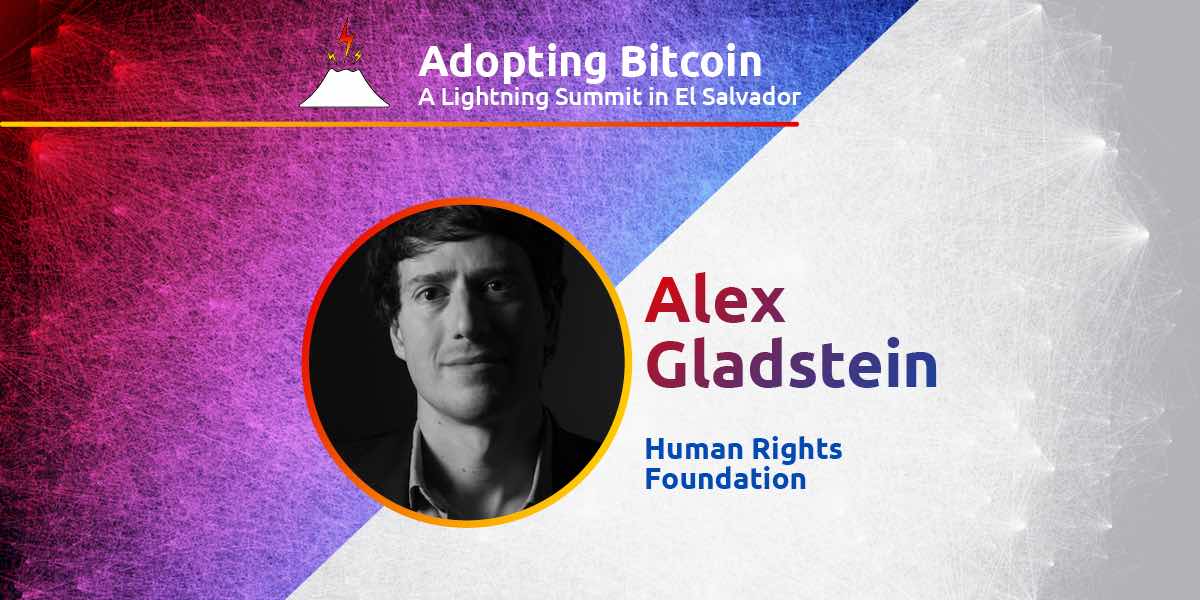 Adopting Bitcoin
A Lightning Summit in El Salvador
Alex
Gladstein
Human Rights
Foundation